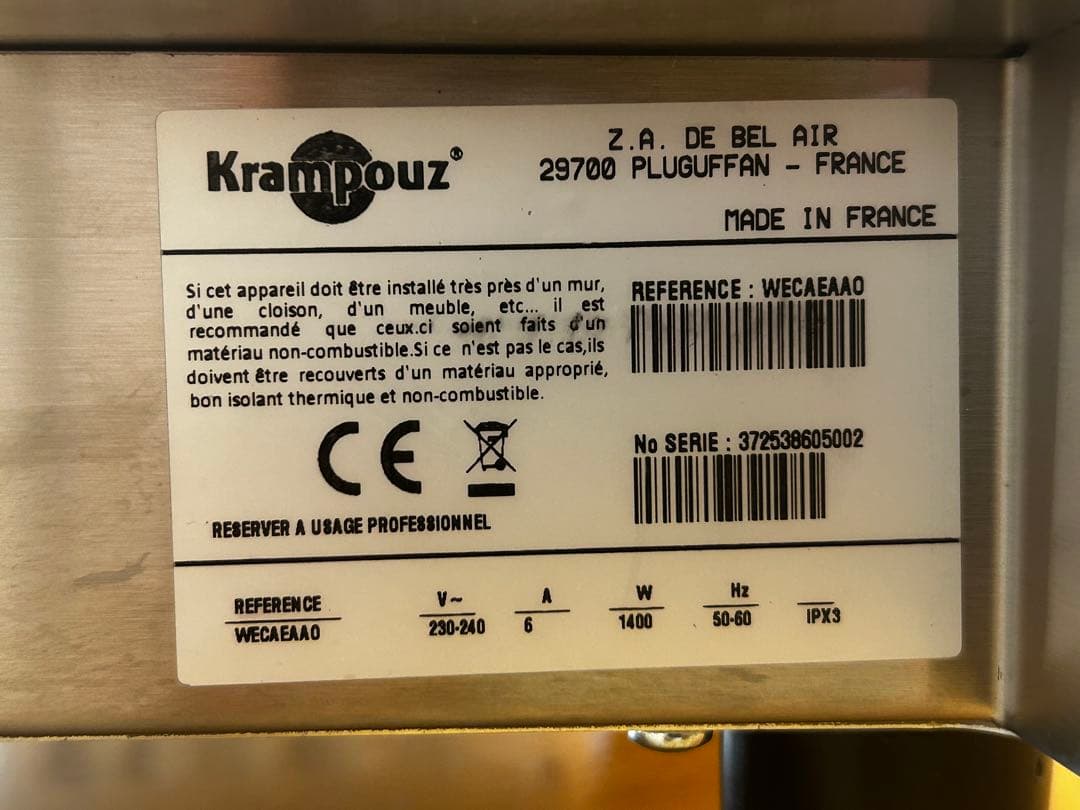 Krampouz®
Z.A. DE BEL AIR
29700 PLUGUFFAN - FRANCE
MADE IN FRANCE
Si cet appareil doit être installé très près d'un mur,
d'une cloison, d'un meuble, etc... il est
recommandé que ceux.ci soient faits d'un
matériau non-combustible.Si ce n'est pas le cas,ils
doivent être recouverts d'un matériau approprié,
bon isolant thermique et non-combustible.
CE
RESERVER A USAGE PROFESSIONNEL
REFERENCE : WECAEAAO
No SERIE : 372538605002
REFERENCE V~ A W Hz
WECAEAAO 230-240 6 1400 50-60 IPX3